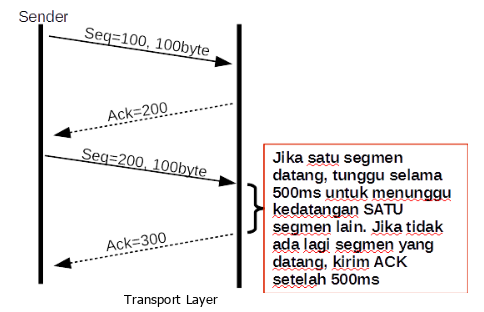 Sender
Seq=100, 100byte
Ack=200
Seq=200, 100byte
Jika satu segmen
datang, tunggu selama
500ms untuk menunggu
kedatangan SATU
segmen lain. Jika tidak
ada lagi segmen yang
datang, kirim ACK
setelah 500ms
Ack=300
Transport Layer